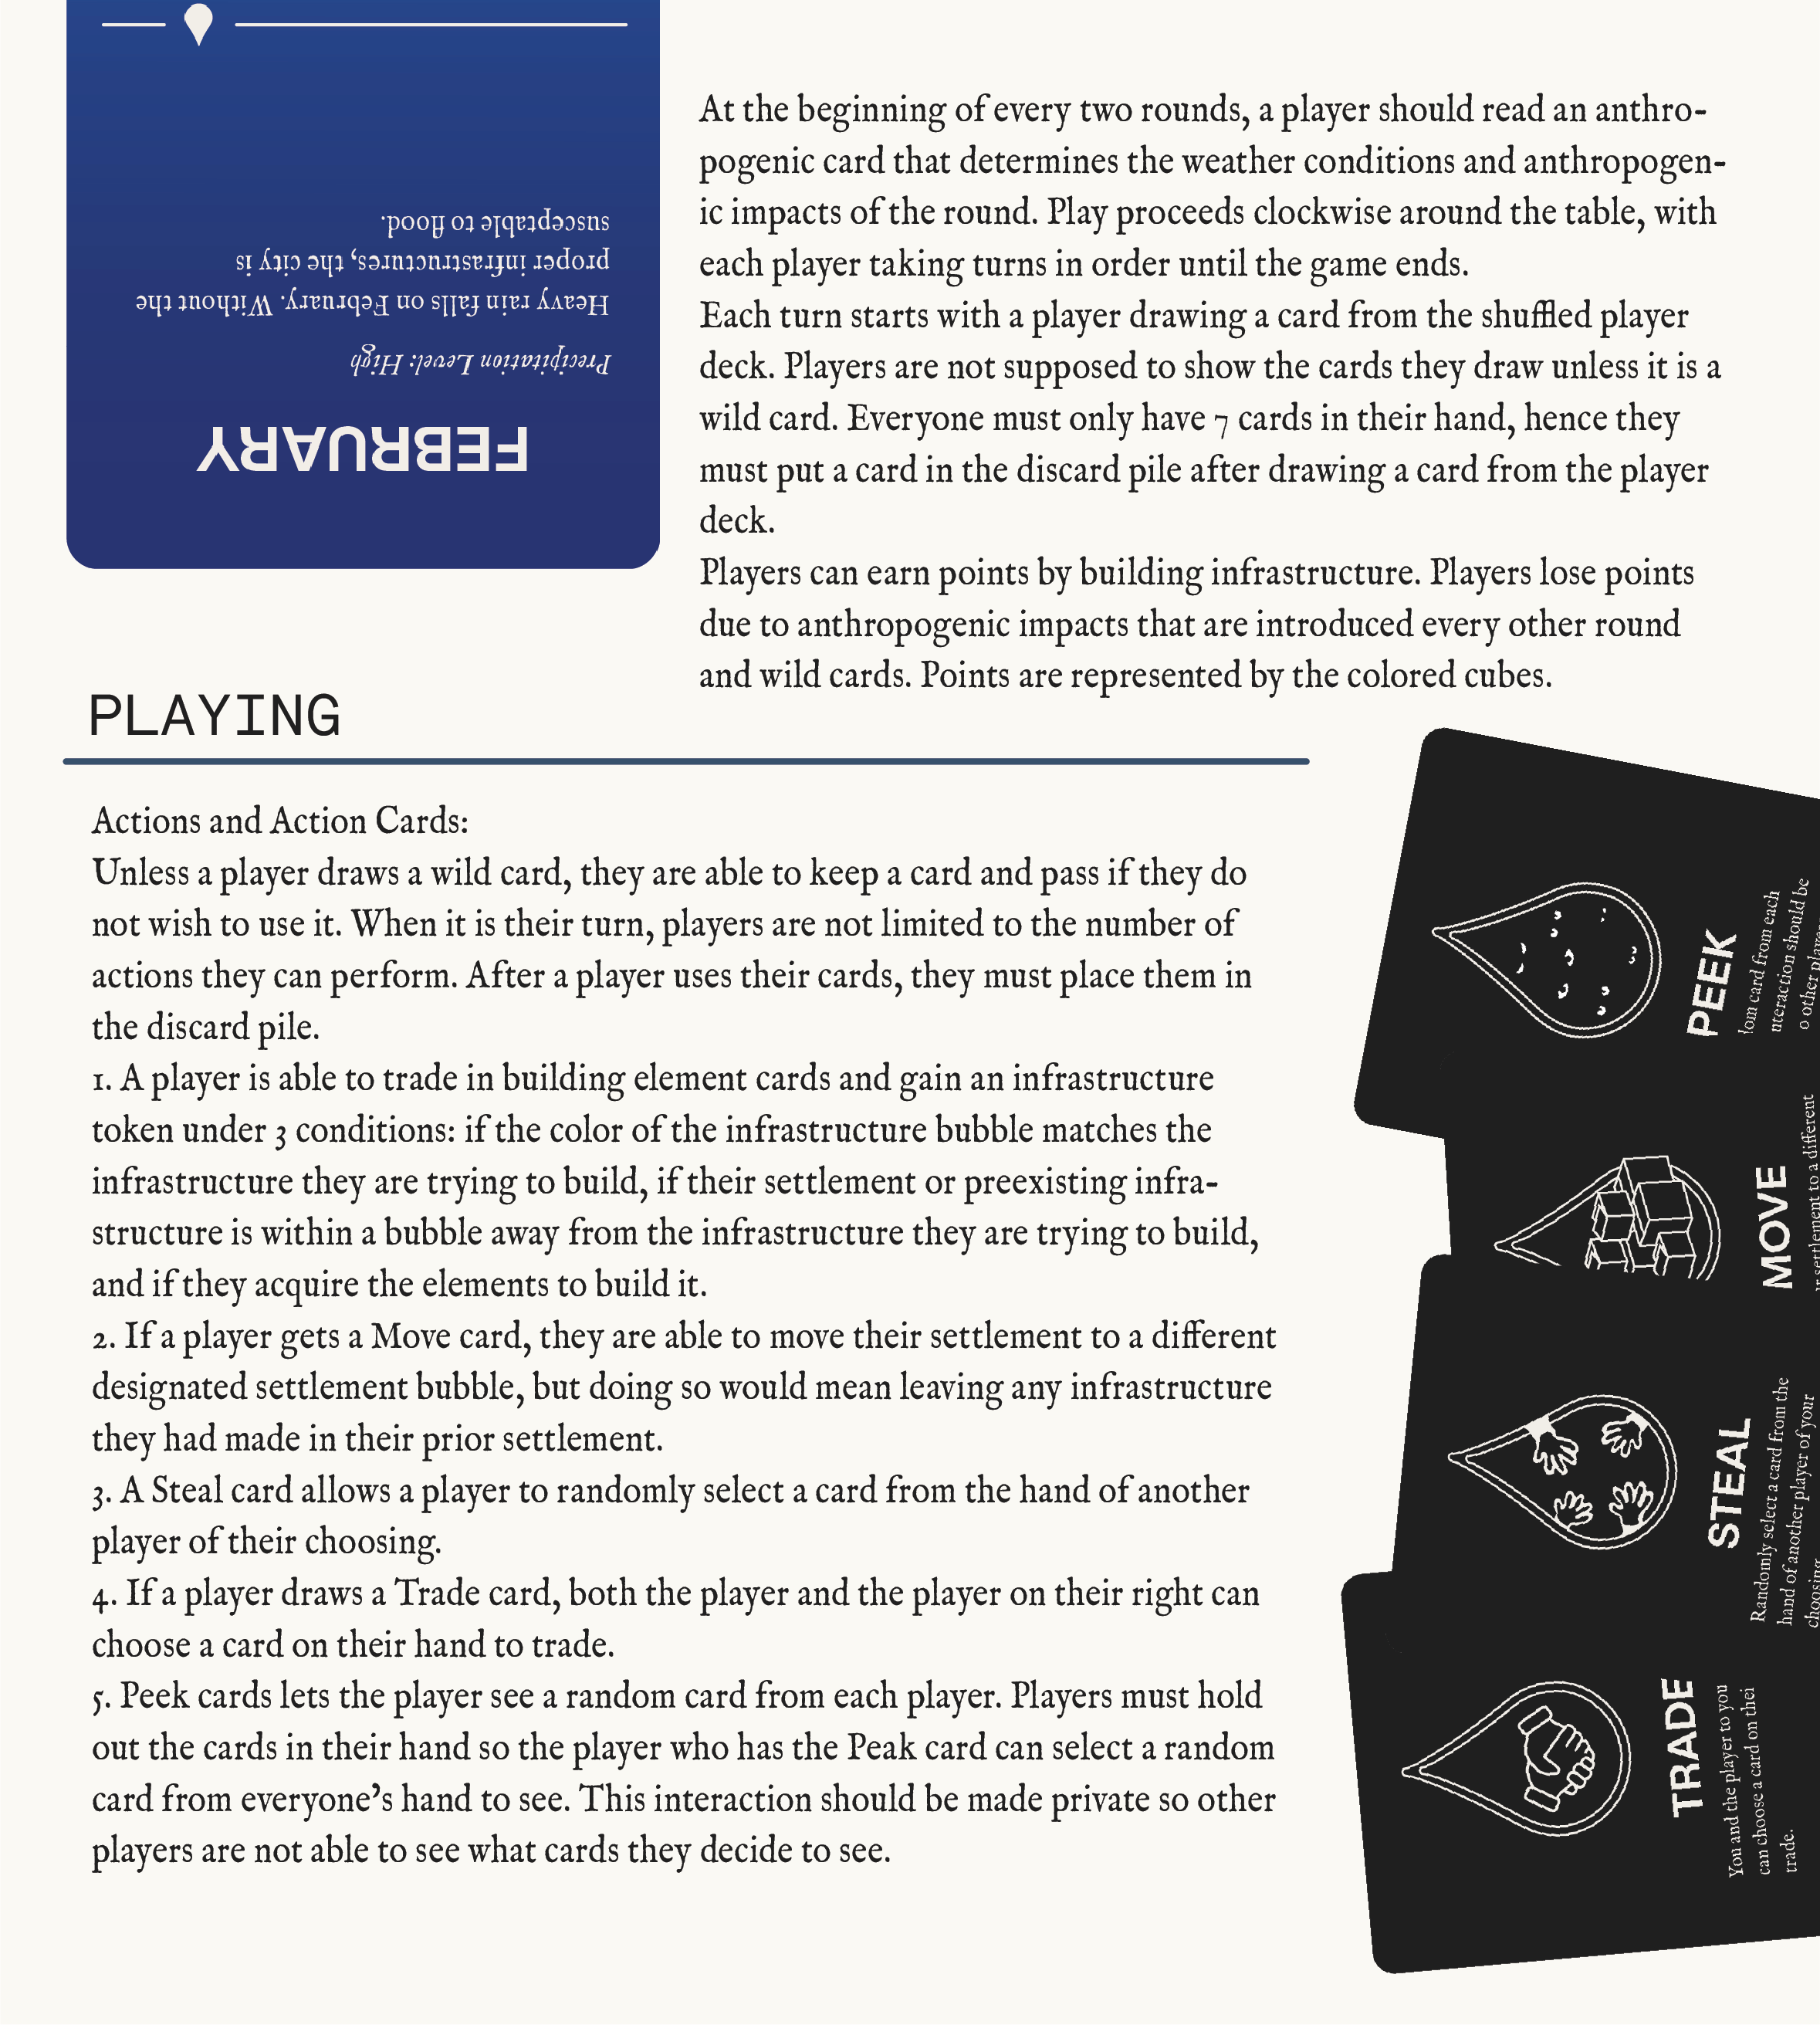 FEBRUARY
Precipitation Level: High
Heavy rain falls on February. Without the
proper infrastructures, the city is
susceptable to flood.
At the beginning of every two rounds, a player should read an anthro-
pogenic card that determines the weather conditions and anthropogen-
ic impacts of the round. Play proceeds clockwise around the table, with
each player taking turns in order until the game ends.
Each turn starts with a player drawing a card from the shuffled player
deck. Players are not supposed to show the cards they draw unless it is a
wild card. Everyone must only have 7 cards in their hand, hence they
must put a card in the discard pile after drawing a card from the player
deck.
Players can earn points by building infrastructure. Players lose points
due to anthropogenic impacts that are introduced every other round
and wild cards. Points are represented by the colored cubes.
PLAYING
Actions and Action Cards:
Unless a player draws a wild card, they are able to keep a card and pass if they do
not wish to use it. When it is their turn, players are not limited to the number of
actions they can perform. After a player uses their cards, they must place them in
the discard pile.
1. A player is able to trade in building element cards and gain an infrastructure
token under 3 conditions: if the color of the infrastructure bubble matches the
infrastructure they are trying to build, if their settlement or preexisting infra-
structure is within a bubble away from the infrastructure they are trying to build,
and if they acquire the elements to build it.
2. If a player gets a Move card, they are able to move their settlement to a different
designated settlement bubble, but doing so would mean leaving any infrastructure
they had made in their prior settlement.
3. A Steal card allows a player to randomly select a card from the hand of another
player of their choosing.
4. If a player draws a Trade card, both the player and the player on their right can
choose a card on their hand to trade.
5. Peek cards lets the player see a random card from each player. Players must hold
out the cards in their hand so the player who has the Peak card can select a random
card from everyone's hand to see. This interaction should be made private so other
players are not able to see what cards they decide to see.
PEEK
card from each
should be
other
MOVE
settlement to a different
STEAL
Randomly select a card from the
hand of another player of your
choosing
TRADE
You and the player to you
can choose a card on thei
trade.